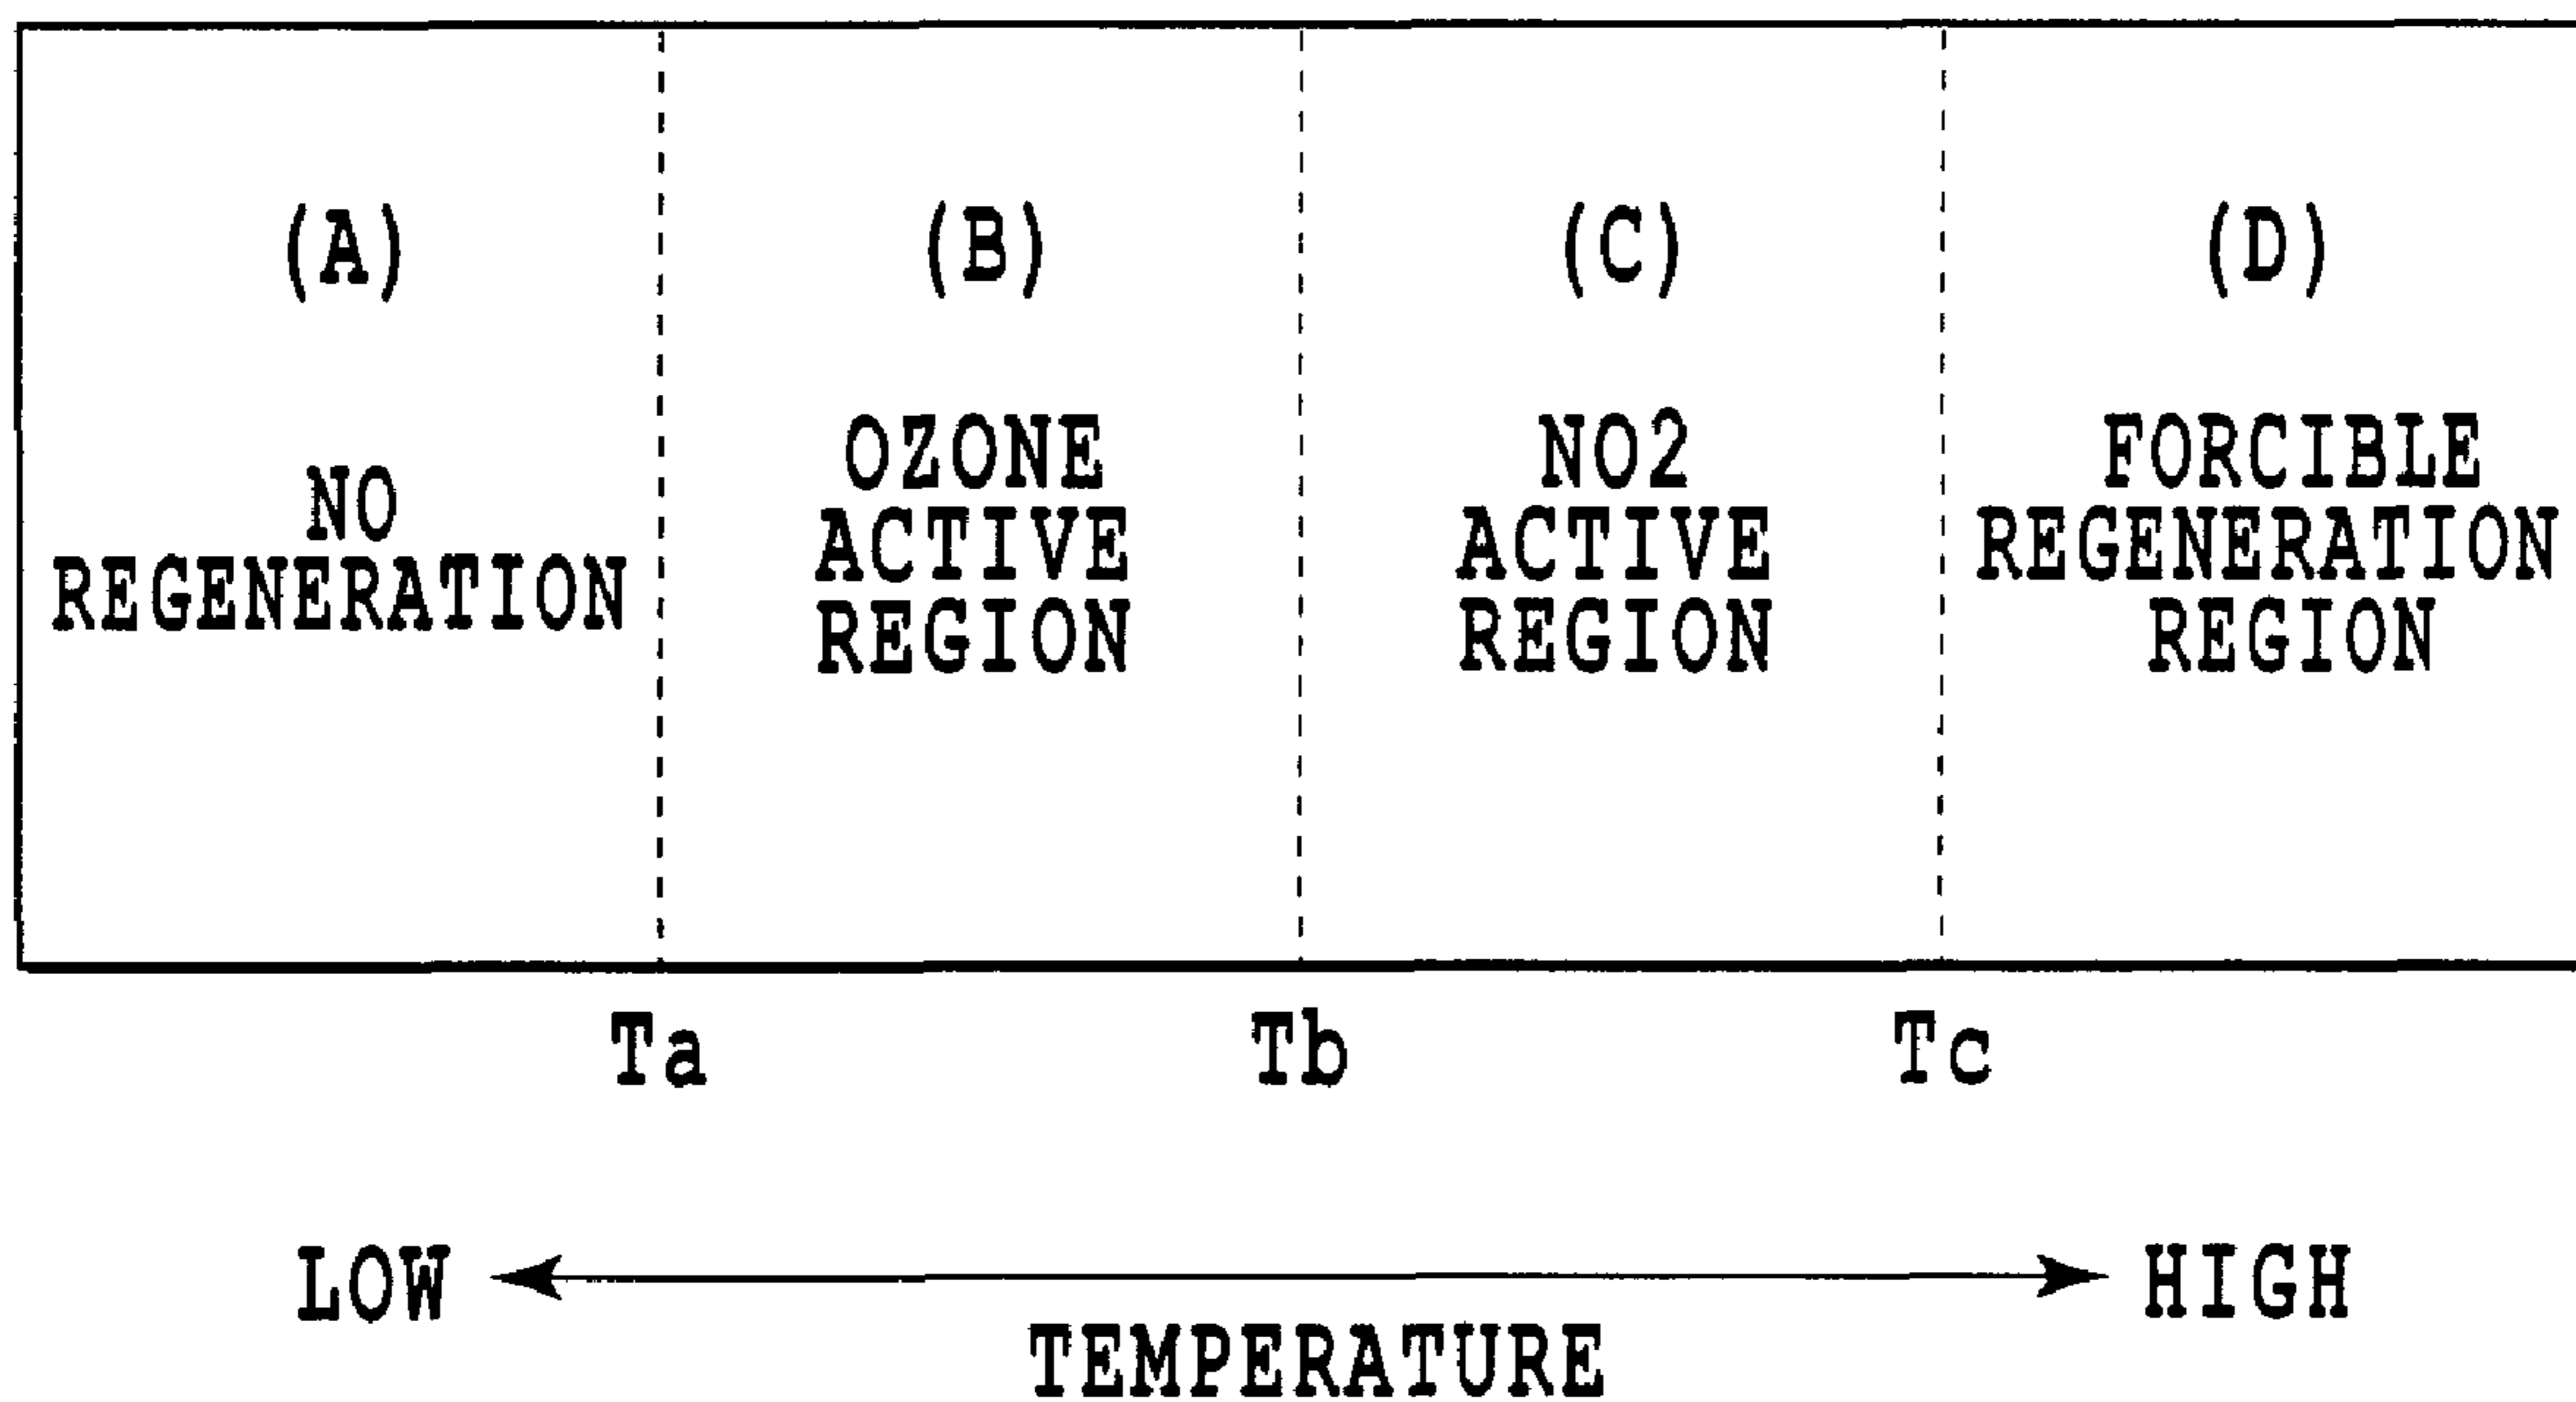 (A)
NO
REGENERATION
(B)
OZONE
ACTIVE
REGION
(C)
NO2
ACTIVE
REGION
(D)
FORCIBLE
REGENERATION
REGION
Ta
Tb
Tc
LOW
HIGH
TEMPERATURE